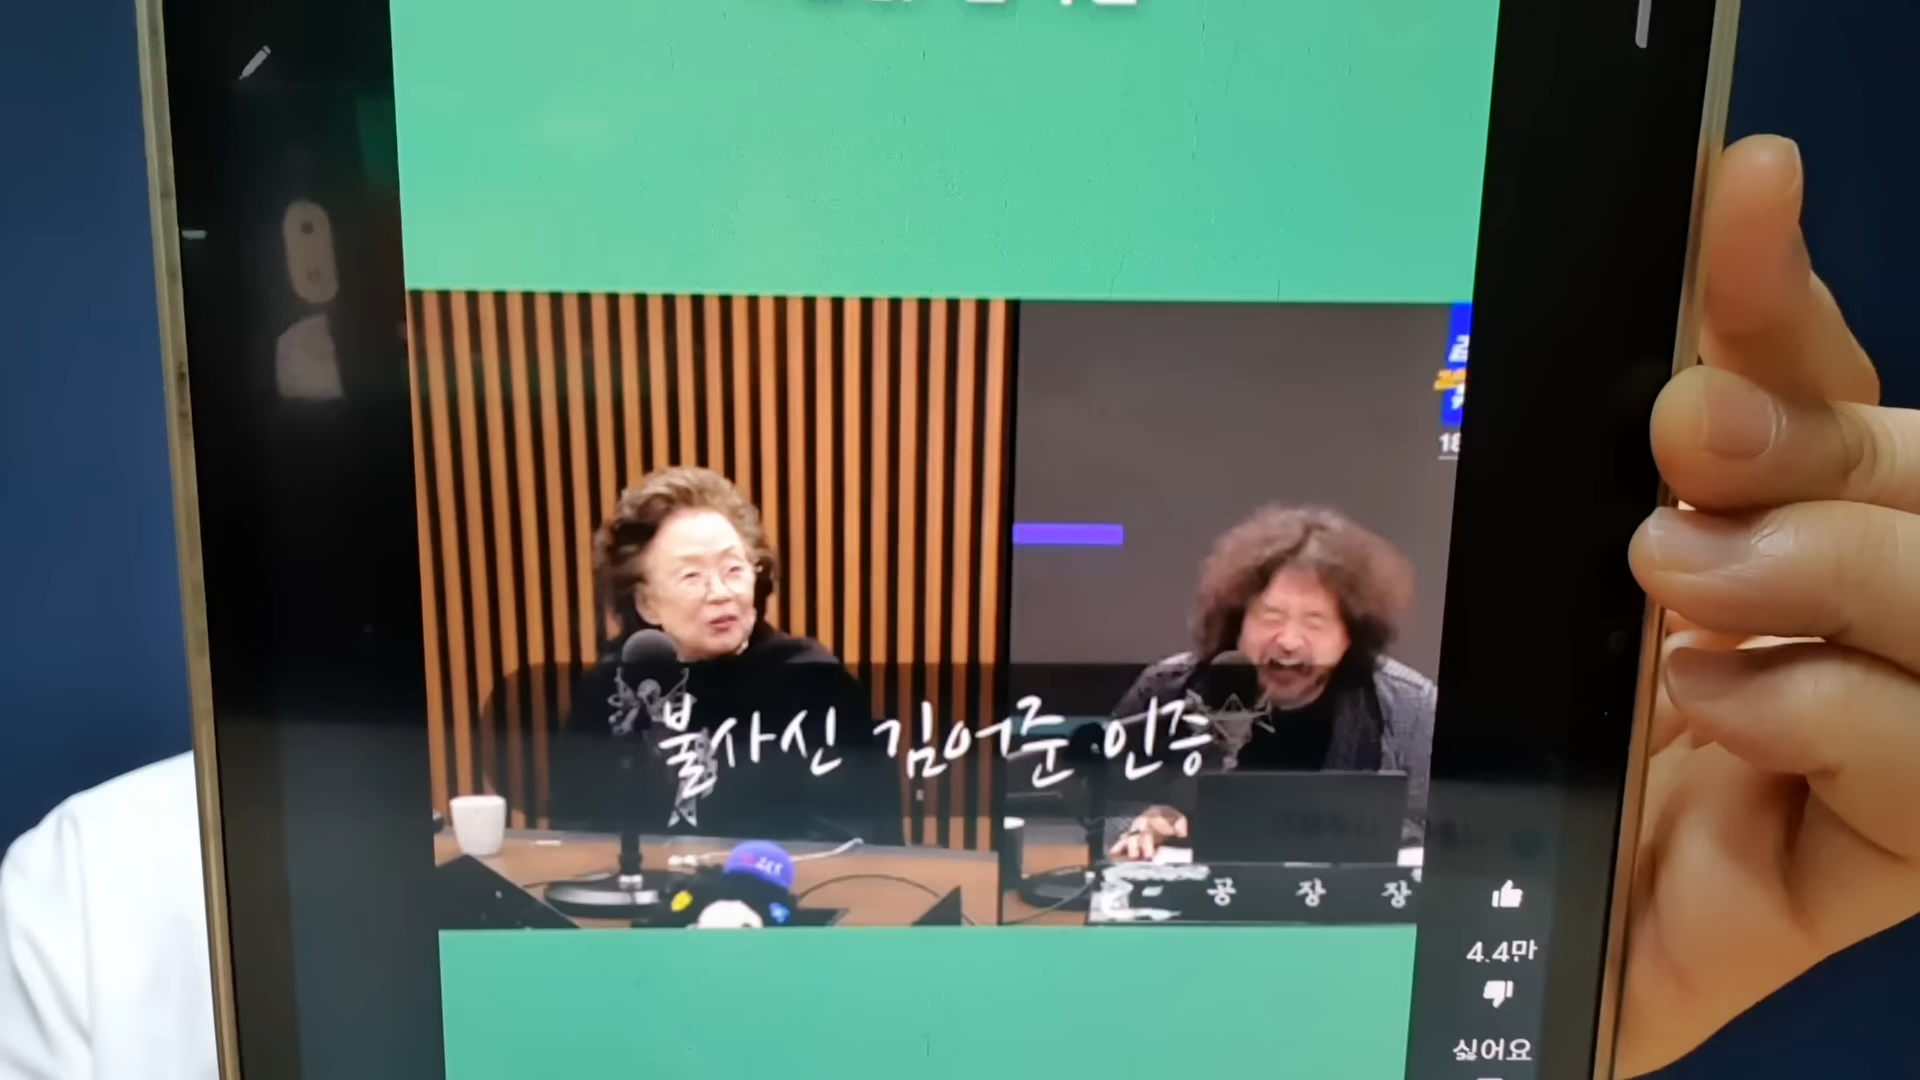 불사신 김어준 인증
공 장 장
4.4만
싫어요